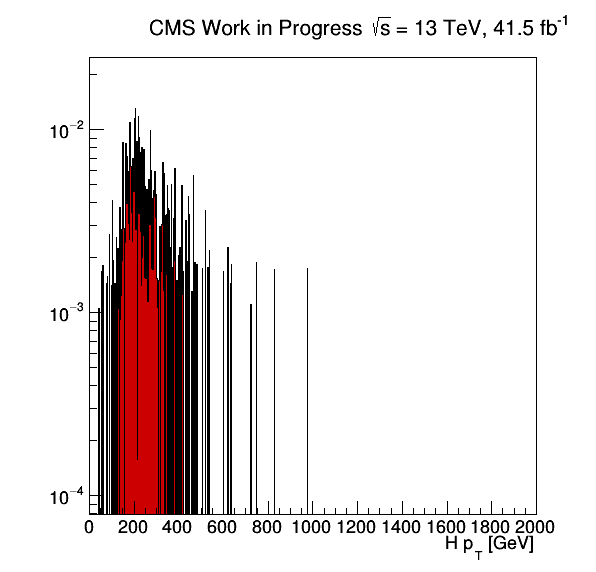 CMS Work in Progress √s = 13 TeV, 41.5 fb⁻¹
10⁻²
10⁻³
10⁻⁴
0 200 400 600 800 1000 1200 1400 1600 1800 2000
H p_T [GeV]